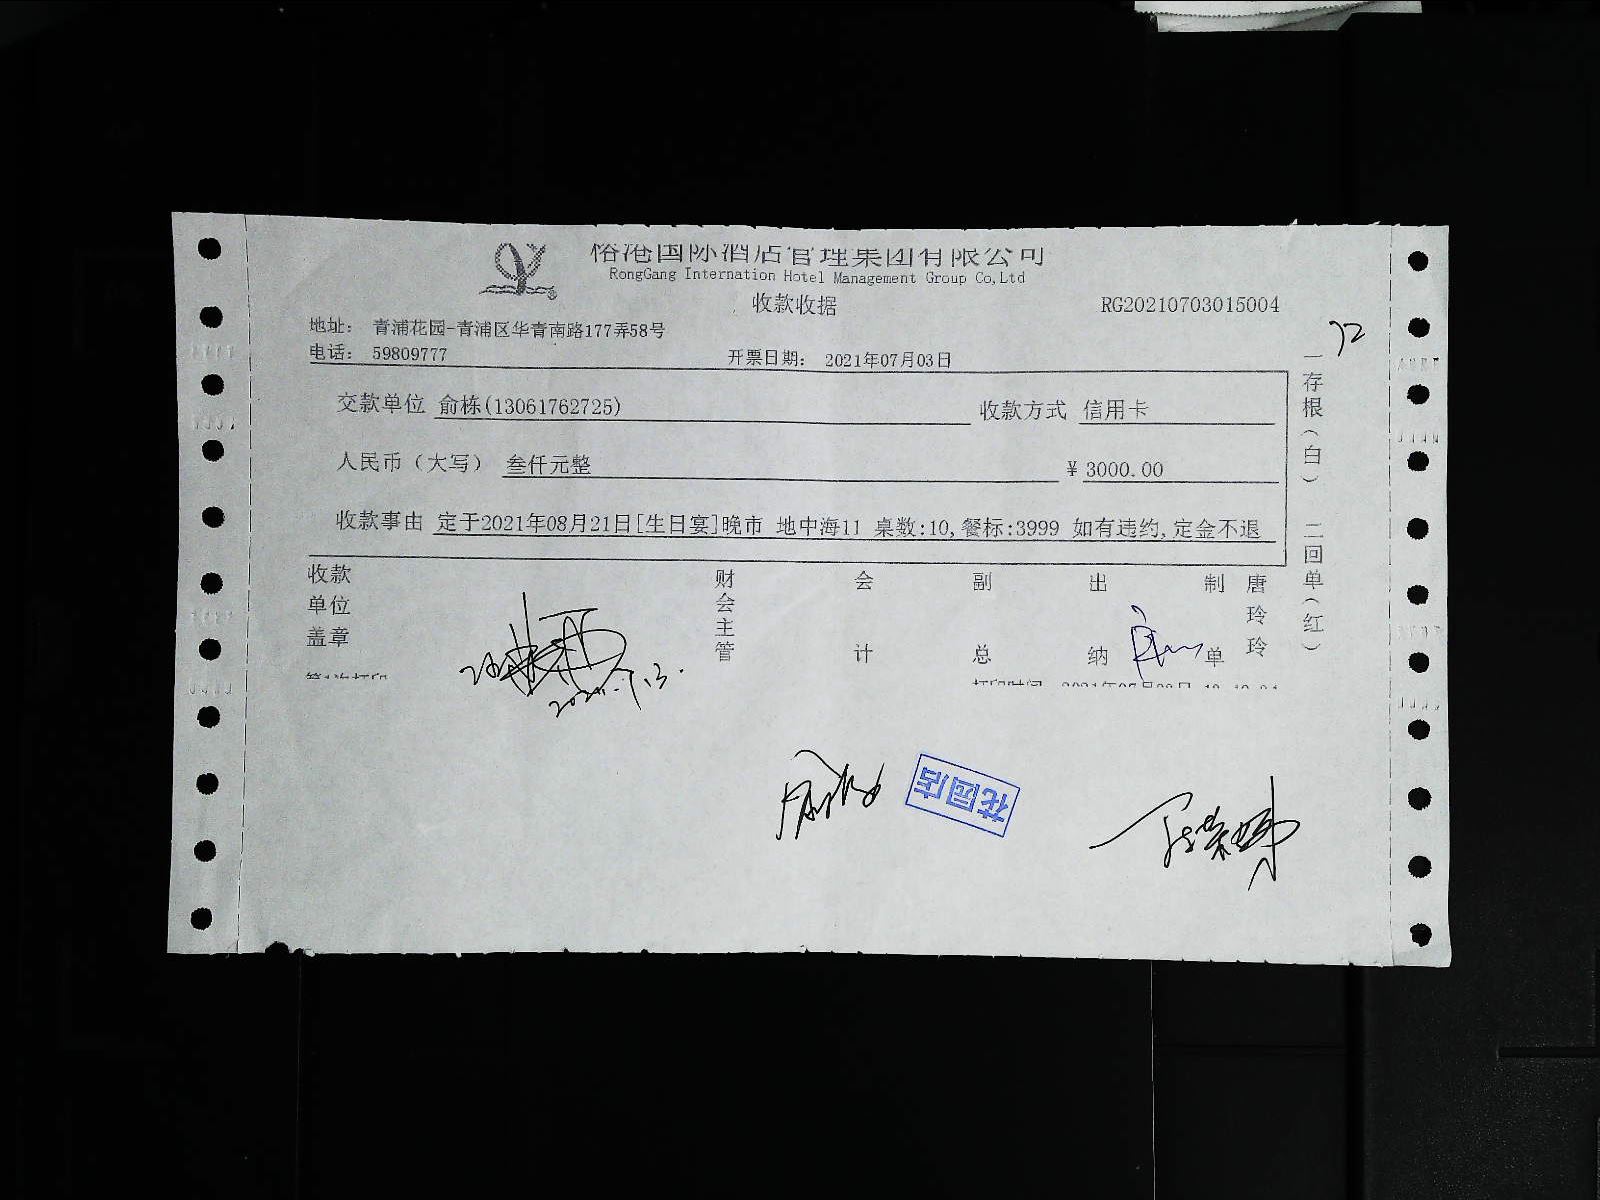 榕港国际酒店管理集团有限公司
RongGang Internation Hotel Management Group Co,Ltd
收款收据
RG20210703015004
地址： 青浦花园-青浦区华青南路177弄58号
电话： 59809777
开票日期： 2021年07月03日
交款单位 俞栋(13061762725)
收款方式 信用卡
人民币（大写） 叁仟元整
¥ 3000.00
收款事由 定于2021年08月21日[生日宴]晚市 地中海11 桌数:10,餐标:3999 如有违约,定金不退
收款单位盖章
财会主管
会计
副总
出纳
制单
唐玲玲
一存根（白） 二回单（红）
72
花园店